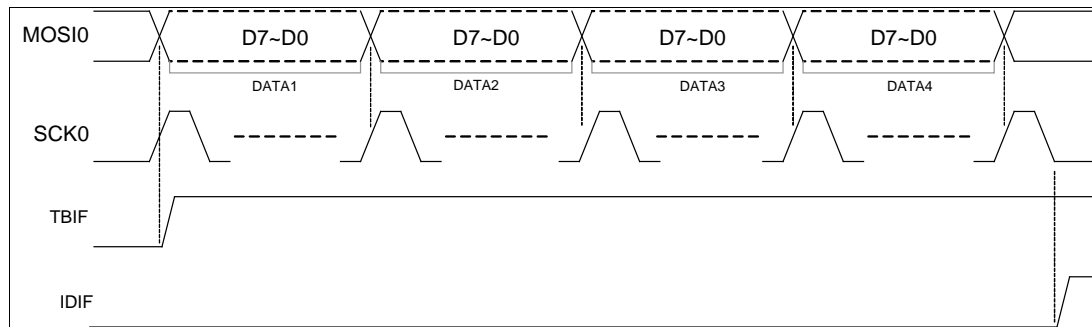 MOSI0
D7~D0
D7~D0
D7~D0
D7~D0
DATA1
DATA2
DATA3
DATA4
SCK0
TBIF
IDIF